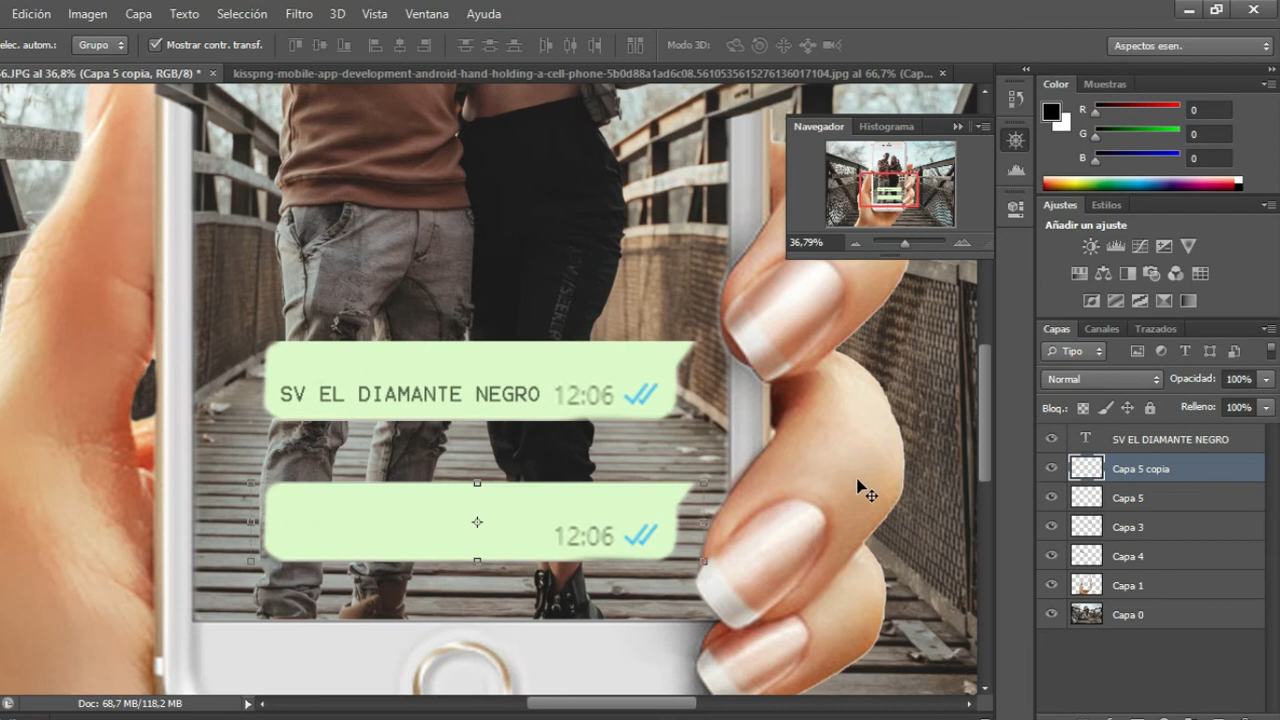 Edición Imagen Capa Texto Selección Filtro 3D Vista Ventana Ayuda
elec. autom.: Grupo Mostrar contr. transf. Modo 3D: Aspectos esen.
6.JPG al 36,8% (Capa 5 copia, RGB/8) * × kisspng-mobile-app-development-android-hand-holding-a-cell-phone-5b0d88a1ad6c08.5610535615276136017104.jpg al 66,7% (Cap... ×
Color Muestras
R 0
G 0
B 0
Navegador Histograma
36,79%
Ajustes Estilos
Añadir un ajuste
Capas Canales Trazados
Tipo
Normal Opacidad: 100%
Bloq.: Relleno: 100%
T SV EL DIAMANTE NEGRO
Capa 5 copia
Capa 5
Capa 3
Capa 4
Capa 1
Capa 0
SV EL DIAMANTE NEGRO 12:06
12:06
Doc: 68,7 MB/118,2 MB